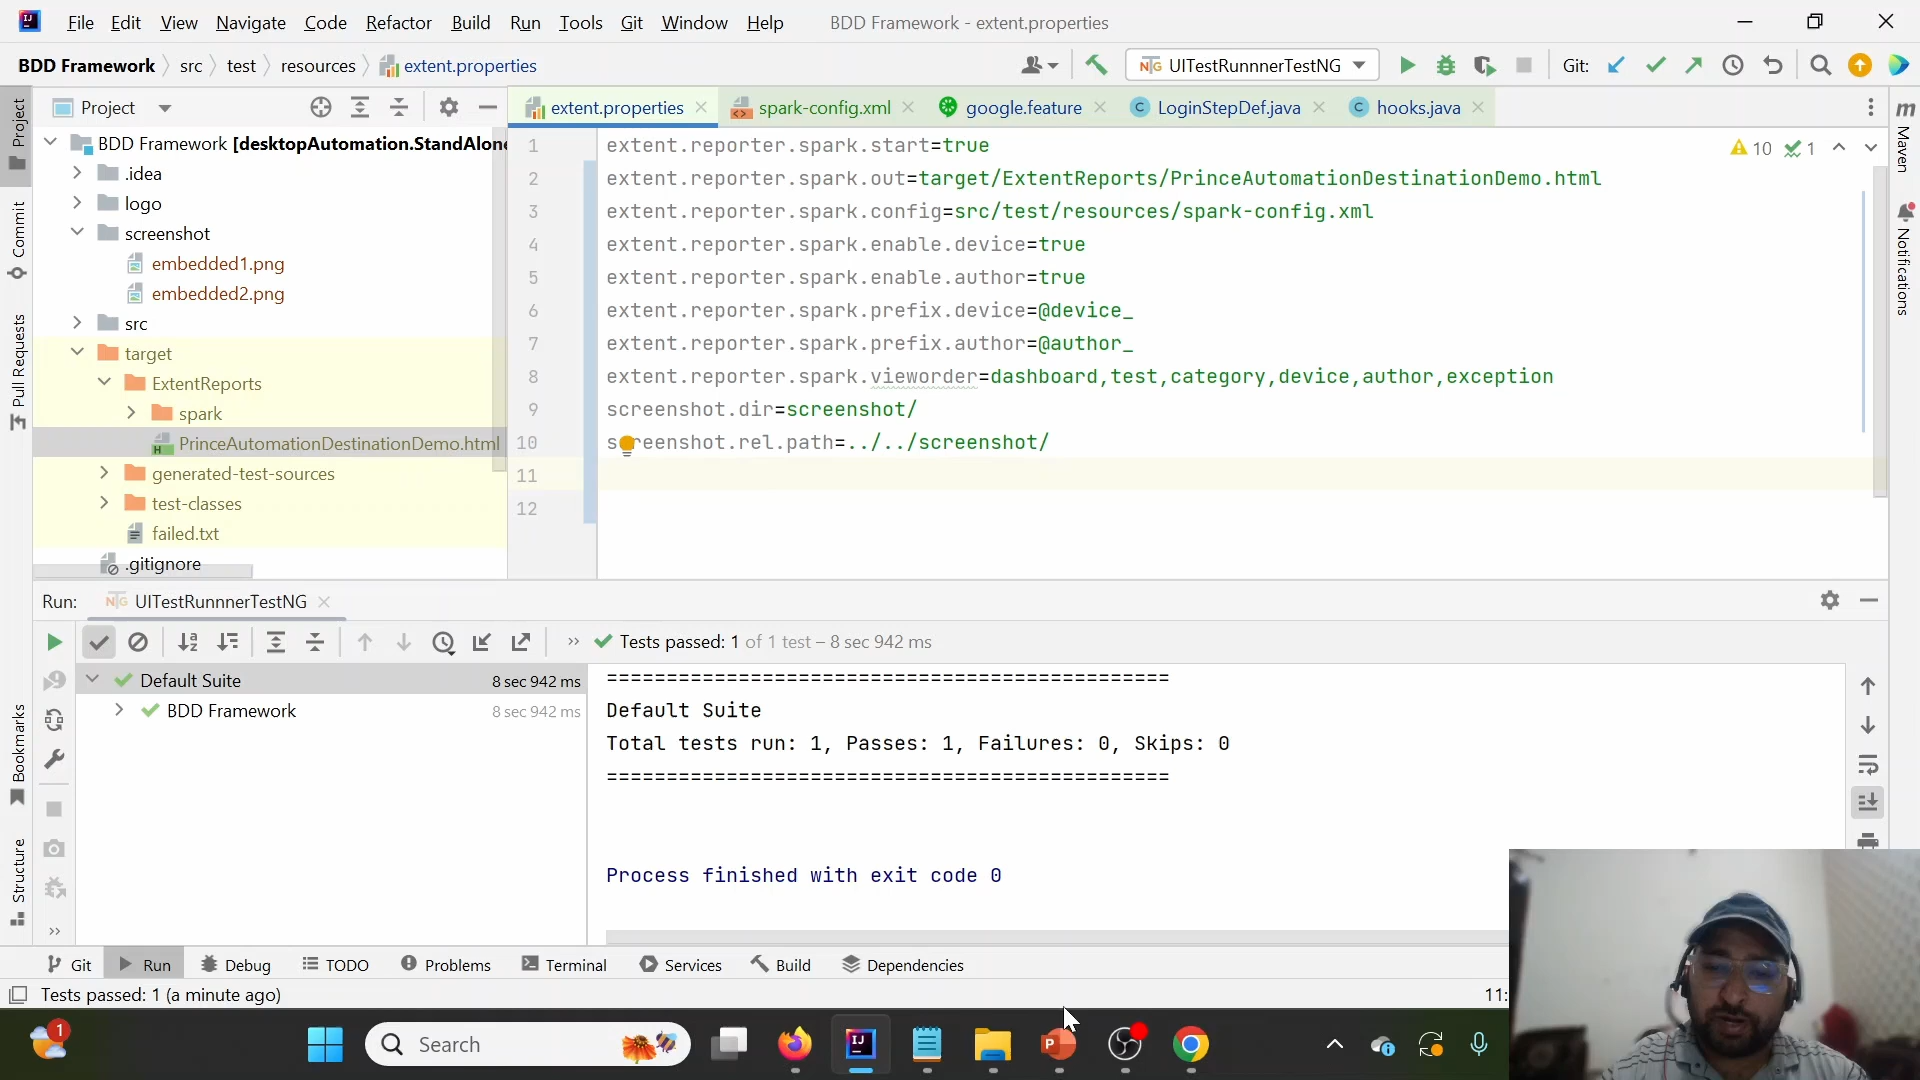 File Edit View Navigate Code Refactor Build Run Tools Git Window Help BDD Framework - extent.properties
BDD Framework src test resources extent.properties UITestRunnnerTestNG Git:
Project extent.properties spark-config.xml google.feature LoginStepDef.java hooks.java
BDD Framework [desktopAutomation.StandAlon
.idea
logo
screenshot
embedded1.png
embedded2.png
src
target
ExtentReports
spark
PrinceAutomationDestinationDemo.html
generated-test-sources
test-classes
failed.txt
.gitignore
1 extent.reporter.spark.start=true
2 extent.reporter.spark.out=target/ExtentReports/PrinceAutomationDestinationDemo.html
3 extent.reporter.spark.config=src/test/resources/spark-config.xml
4 extent.reporter.spark.enable.device=true
5 extent.reporter.spark.enable.author=true
6 extent.reporter.spark.prefix.device=@device_
7 extent.reporter.spark.prefix.author=@author_
8 extent.reporter.spark.vieworder=dashboard,test,category,device,author,exception
9 screenshot.dir=screenshot/
10 screenshot.rel.path=../../screenshot/
11
12
10 1
Project
Commit
Pull Requests
Bookmarks
Structure
m
Maven
Notifications
Run: UITestRunnnerTestNG
Tests passed: 1 of 1 test – 8 sec 942 ms
Default Suite 8 sec 942 ms
BDD Framework 8 sec 942 ms
===============================================
Default Suite
Total tests run: 1, Passes: 1, Failures: 0, Skips: 0
===============================================
Process finished with exit code 0
Git Run Debug TODO Problems Terminal Services Build Dependencies
Tests passed: 1 (a minute ago) 11:
1 Search